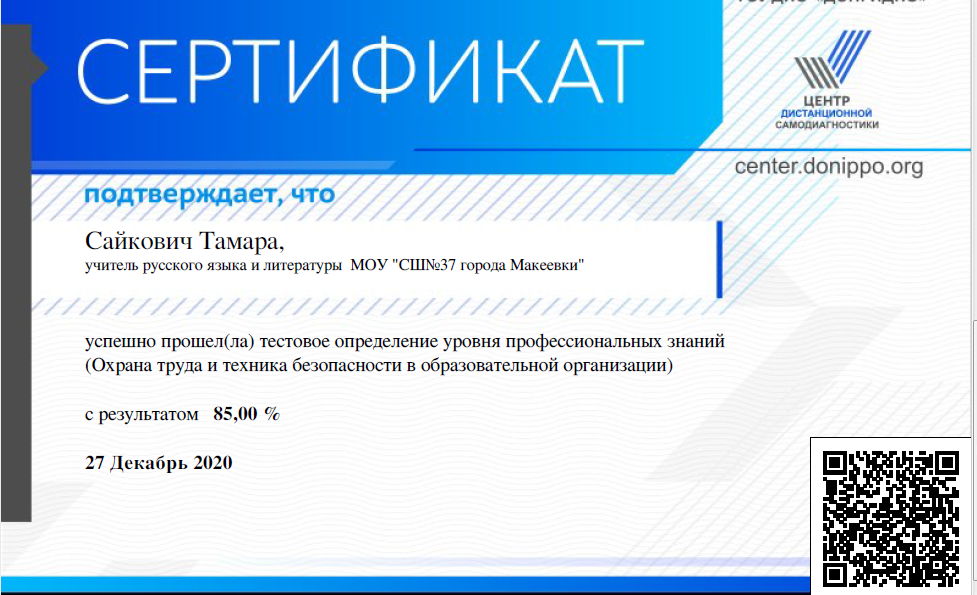 СЕРТИФИКАТ
ЦЕНТР
ДИСТАНЦИОННОЙ
САМОДИАГНОСТИКИ
center.donippo.org
подтверждает, что
Сайкович Тамара,
учитель русского языка и литературы МОУ "СШ№37 города Макеевки"
успешно прошел(ла) тестовое определение уровня профессиональных знаний
(Охрана труда и техника безопасности в образовательной организации)
с результатом 85,00 %
27 Декабрь 2020